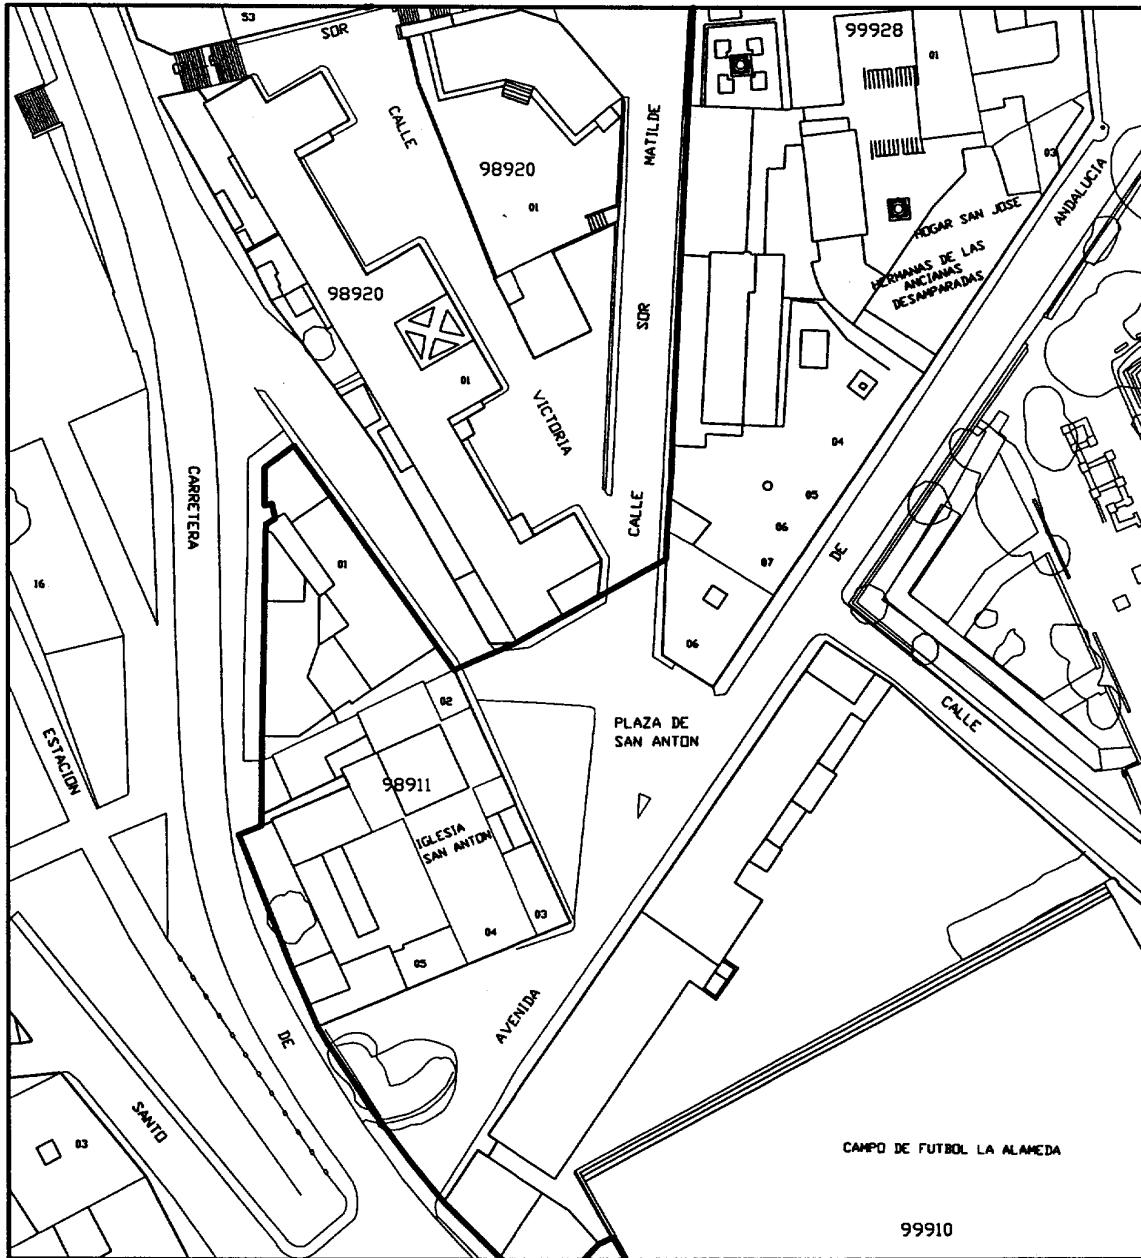 53
SOR
99928
01
CALLE
MATILDE
98920
01
03
ANDALUCIA
HOGAR SAN JOSE
HERMANAS DE LAS
ANCIANAS
DESAMPARADAS
98920
SOR
01
VICTORIA
04
CARRETERA
CALLE
05
06
DE
07
16
01
06
02
CALLE
PLAZA DE
SAN ANTON
ESTACION
98911
IGLESIA
SAN ANTON
03
04
05
AVENIDA
DE
SANTO
03
CAMPO DE FUTBOL LA ALAMEDA
99910